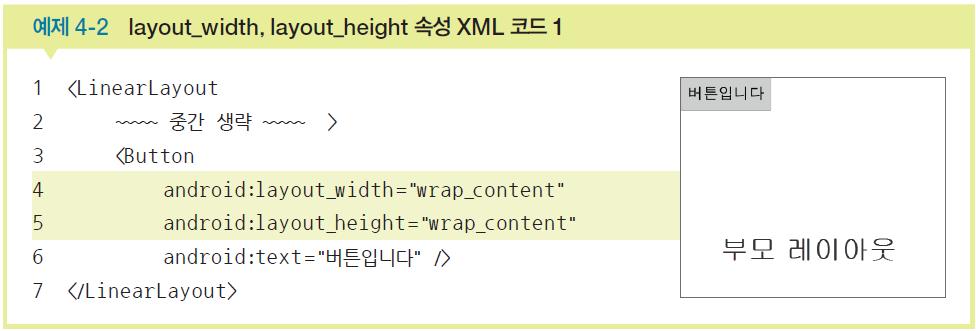 예제 4-2 layout_width, layout_height 속성 XML 코드 1
1 <LinearLayout
2 ~~~~~ 중간 생략 ~~~~~ >
3 <Button
4 android:layout_width="wrap_content"
5 android:layout_height="wrap_content"
6 android:text="버튼입니다" />
7 </LinearLayout>
버튼입니다
부모 레이아웃